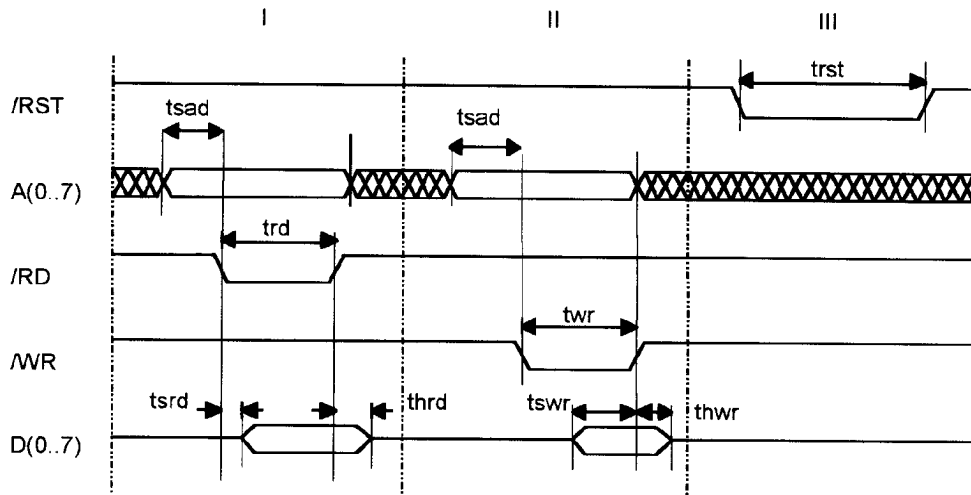 I II III
/RST trst
tsad tsad
A(0..7)
trd
/RD
twr
/WR
tsrd thrd tswr thwr
D(0..7)